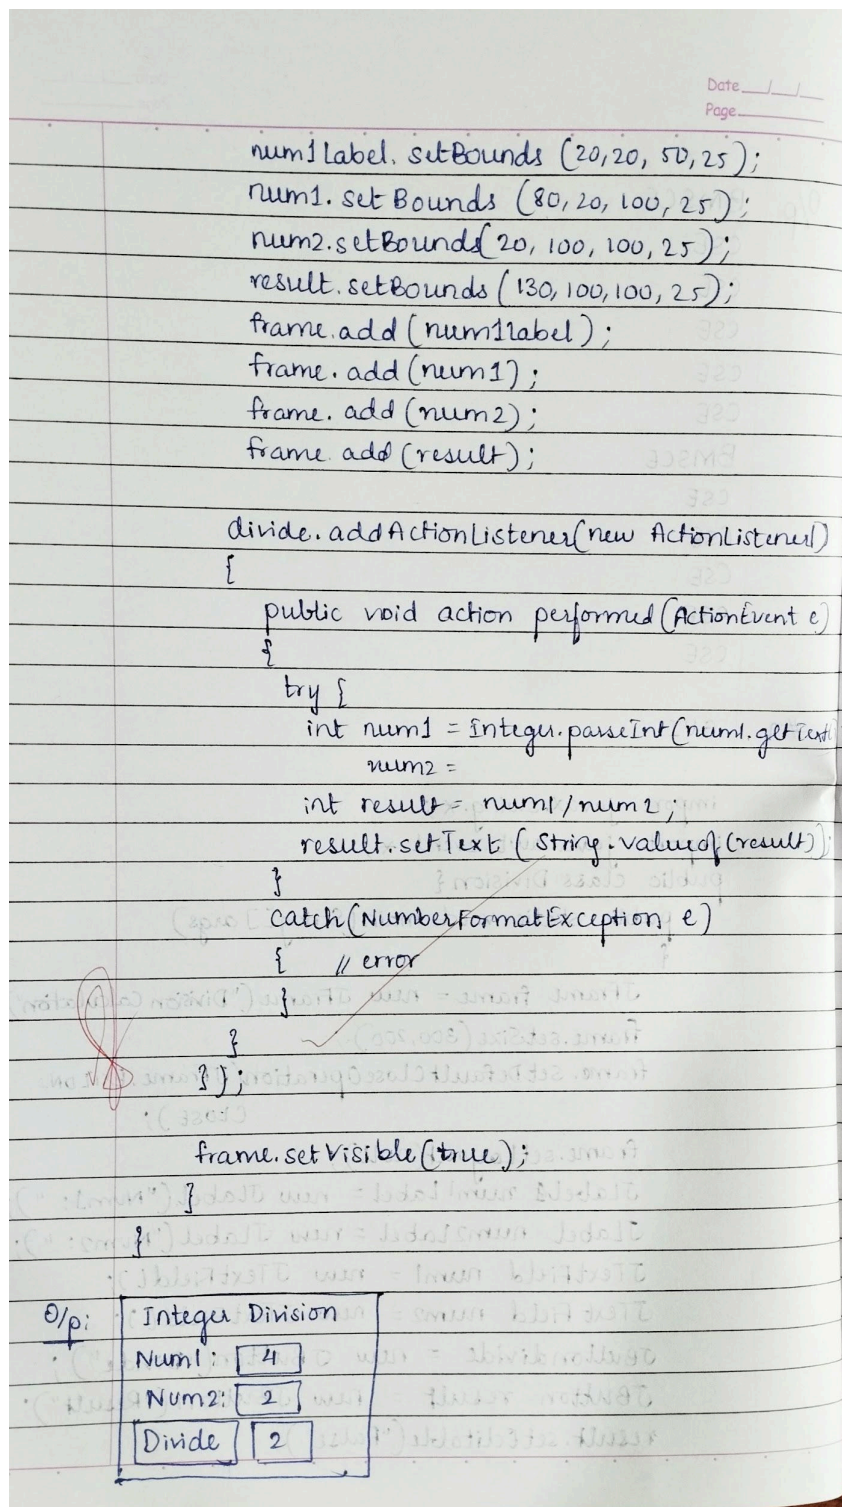 Date
Page
num1label.setBounds (20,20, 50,25);
num1.setBounds (80,20,100,25);
num2.setBounds(20, 100, 100, 25);
result.setBounds (130,100,100, 25);
frame.add(num1label);
frame.add(num1);
frame.add(num2);
frame.add(result);
divide.addActionListener(new ActionListener()
{
public void action performed(ActionEvent e)
{
try {
int num1 = Integer.parseInt(num1.getText(
num2 =
int result = num1/num2;
result.setText (String.valueof(result));
}
catch(NumberFormatException e)
{ // error
}
}
});
frame.setVisible(true);
}
}
O/p:
Integer Division
Num1: 4
Num2: 2
Divide 2